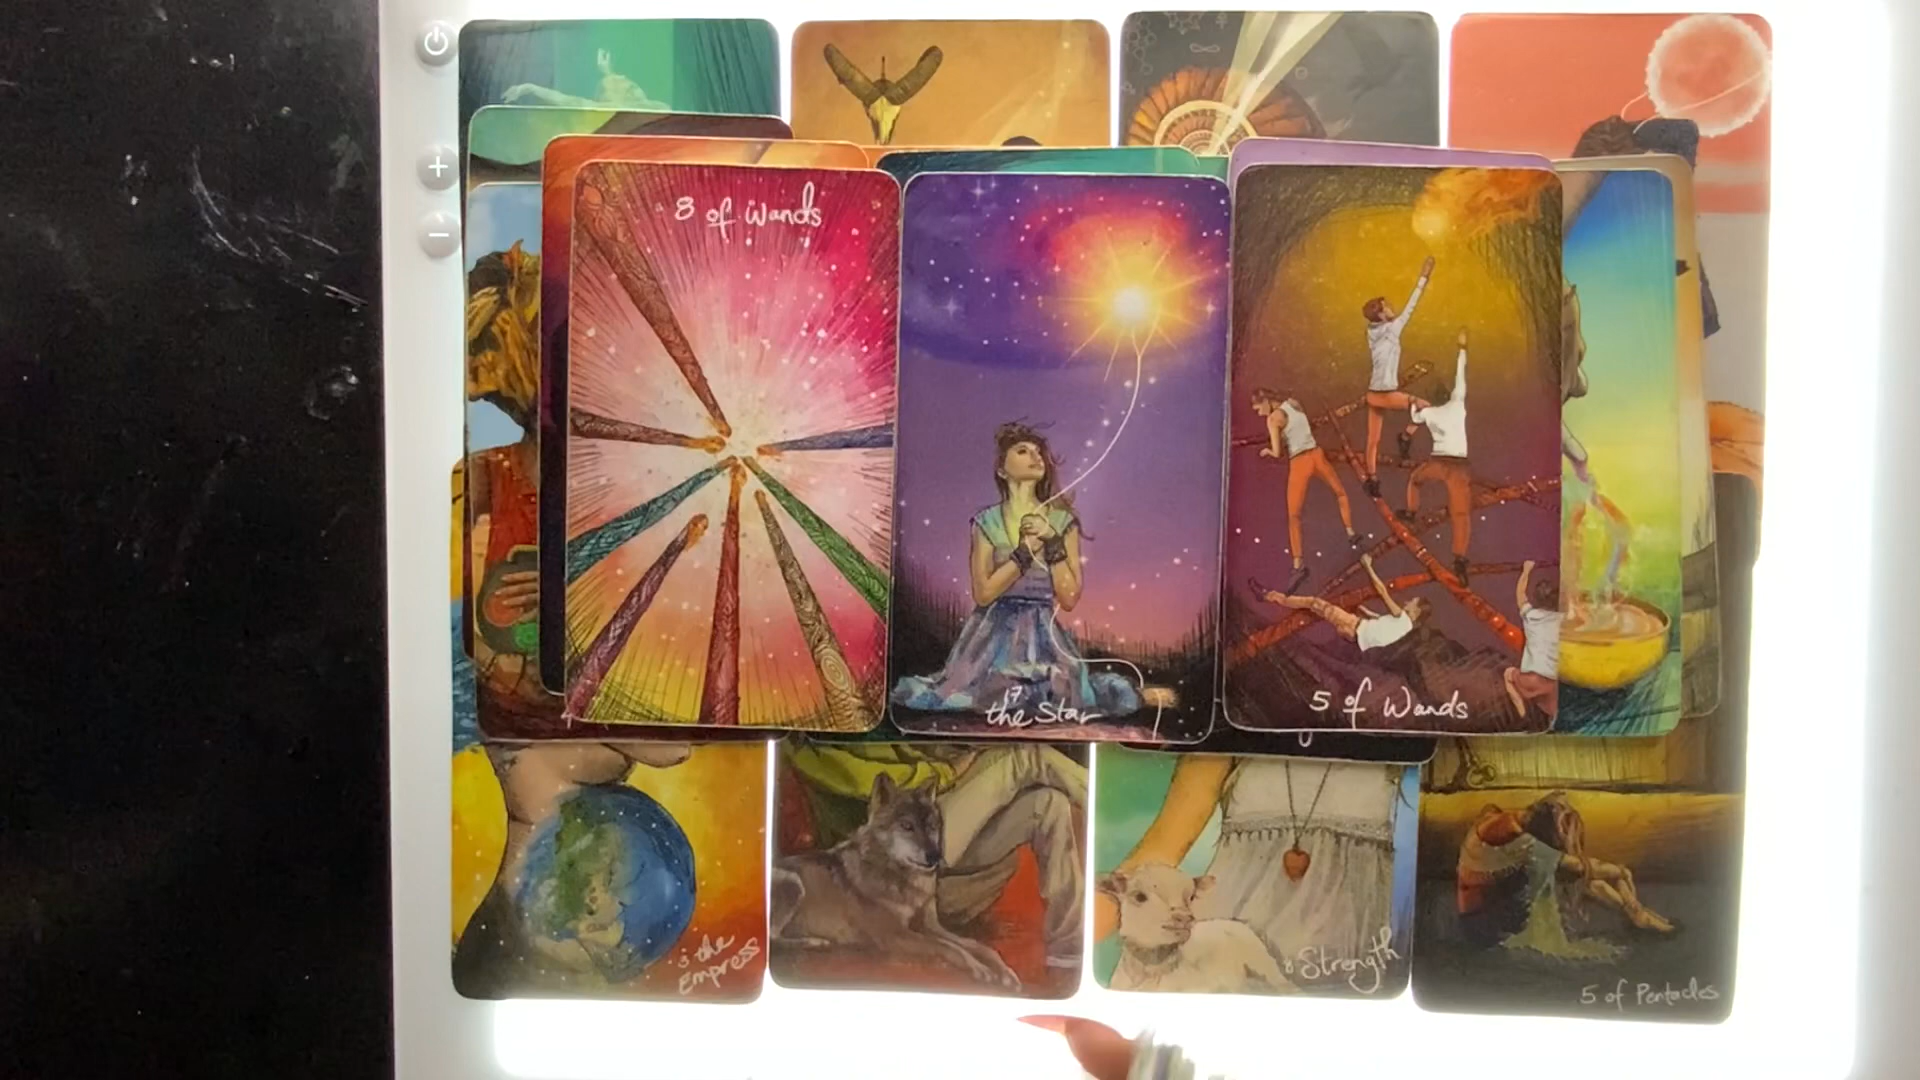 8 of Wands
17
the Star
5 of Wands
3 the
Empress
8 Strength
5 of Pentacles